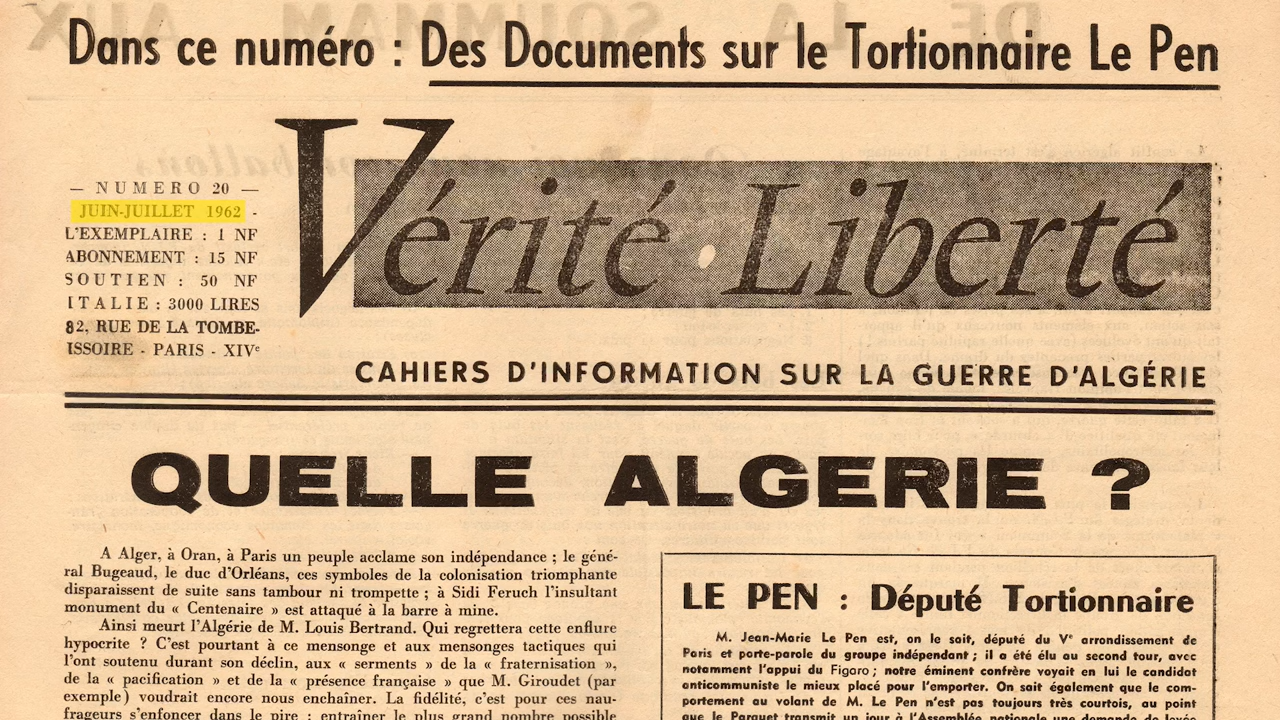 Dans ce numéro : Des Documents sur le Tortionnaire Le Pen
— NUMERO 20 —
JUIN-JUILLET 1962 -
L'EXEMPLAIRE : 1 NF
ABONNEMENT : 15 NF
SOUTIEN : 50 NF
ITALIE : 3000 LIRES
82, RUE DE LA TOMBE-
ISSOIRE - PARIS - XIVe
Vérité · Liberté
CAHIERS D'INFORMATION SUR LA GUERRE D'ALGÉRIE
QUELLE ALGERIE ?
A Alger, à Oran, à Paris un peuple acclame son indépendance ; le géné-
ral Bugeaud, le duc d'Orléans, ces symboles de la colonisation triomphante
disparaissent de suite sans tambour ni trompette ; à Sidi Feruch l'insultant
monument du « Centenaire » est attaqué à la barre à mine.
Ainsi meurt l'Algérie de M. Louis Bertrand. Qui regrettera cette enflure
hypocrite ? C'est pourtant à ce mensonge et aux mensonges tactiques qui
l'ont soutenu durant son déclin, aux « serments » de la « fraternisation »,
de la « pacification » et de la « présence française » que M. Giroudet (par
exemple) voudrait encore nous enchaîner. La fidélité, c'est pour ces nau-
frageurs s'enfoncer dans le pire : entraîner le plus grand nombre possible
LE PEN : Député Tortionnaire
M. Jean-Marie Le Pen est, on le sait, député du Ve arrondissement de
Paris et porte-parole du groupe indépendant ; il a été élu au second tour, avec
notamment l'appui du Figaro ; notre éminent confrère voyait en lui le candidat
anticommuniste le mieux placé pour l'emporter. On sait également que le com-
portement au volant de M. Le Pen n'est pas toujours très courtois, au point
que le Parquet transmit un jour à l'Assemblée nationale une demande de levée